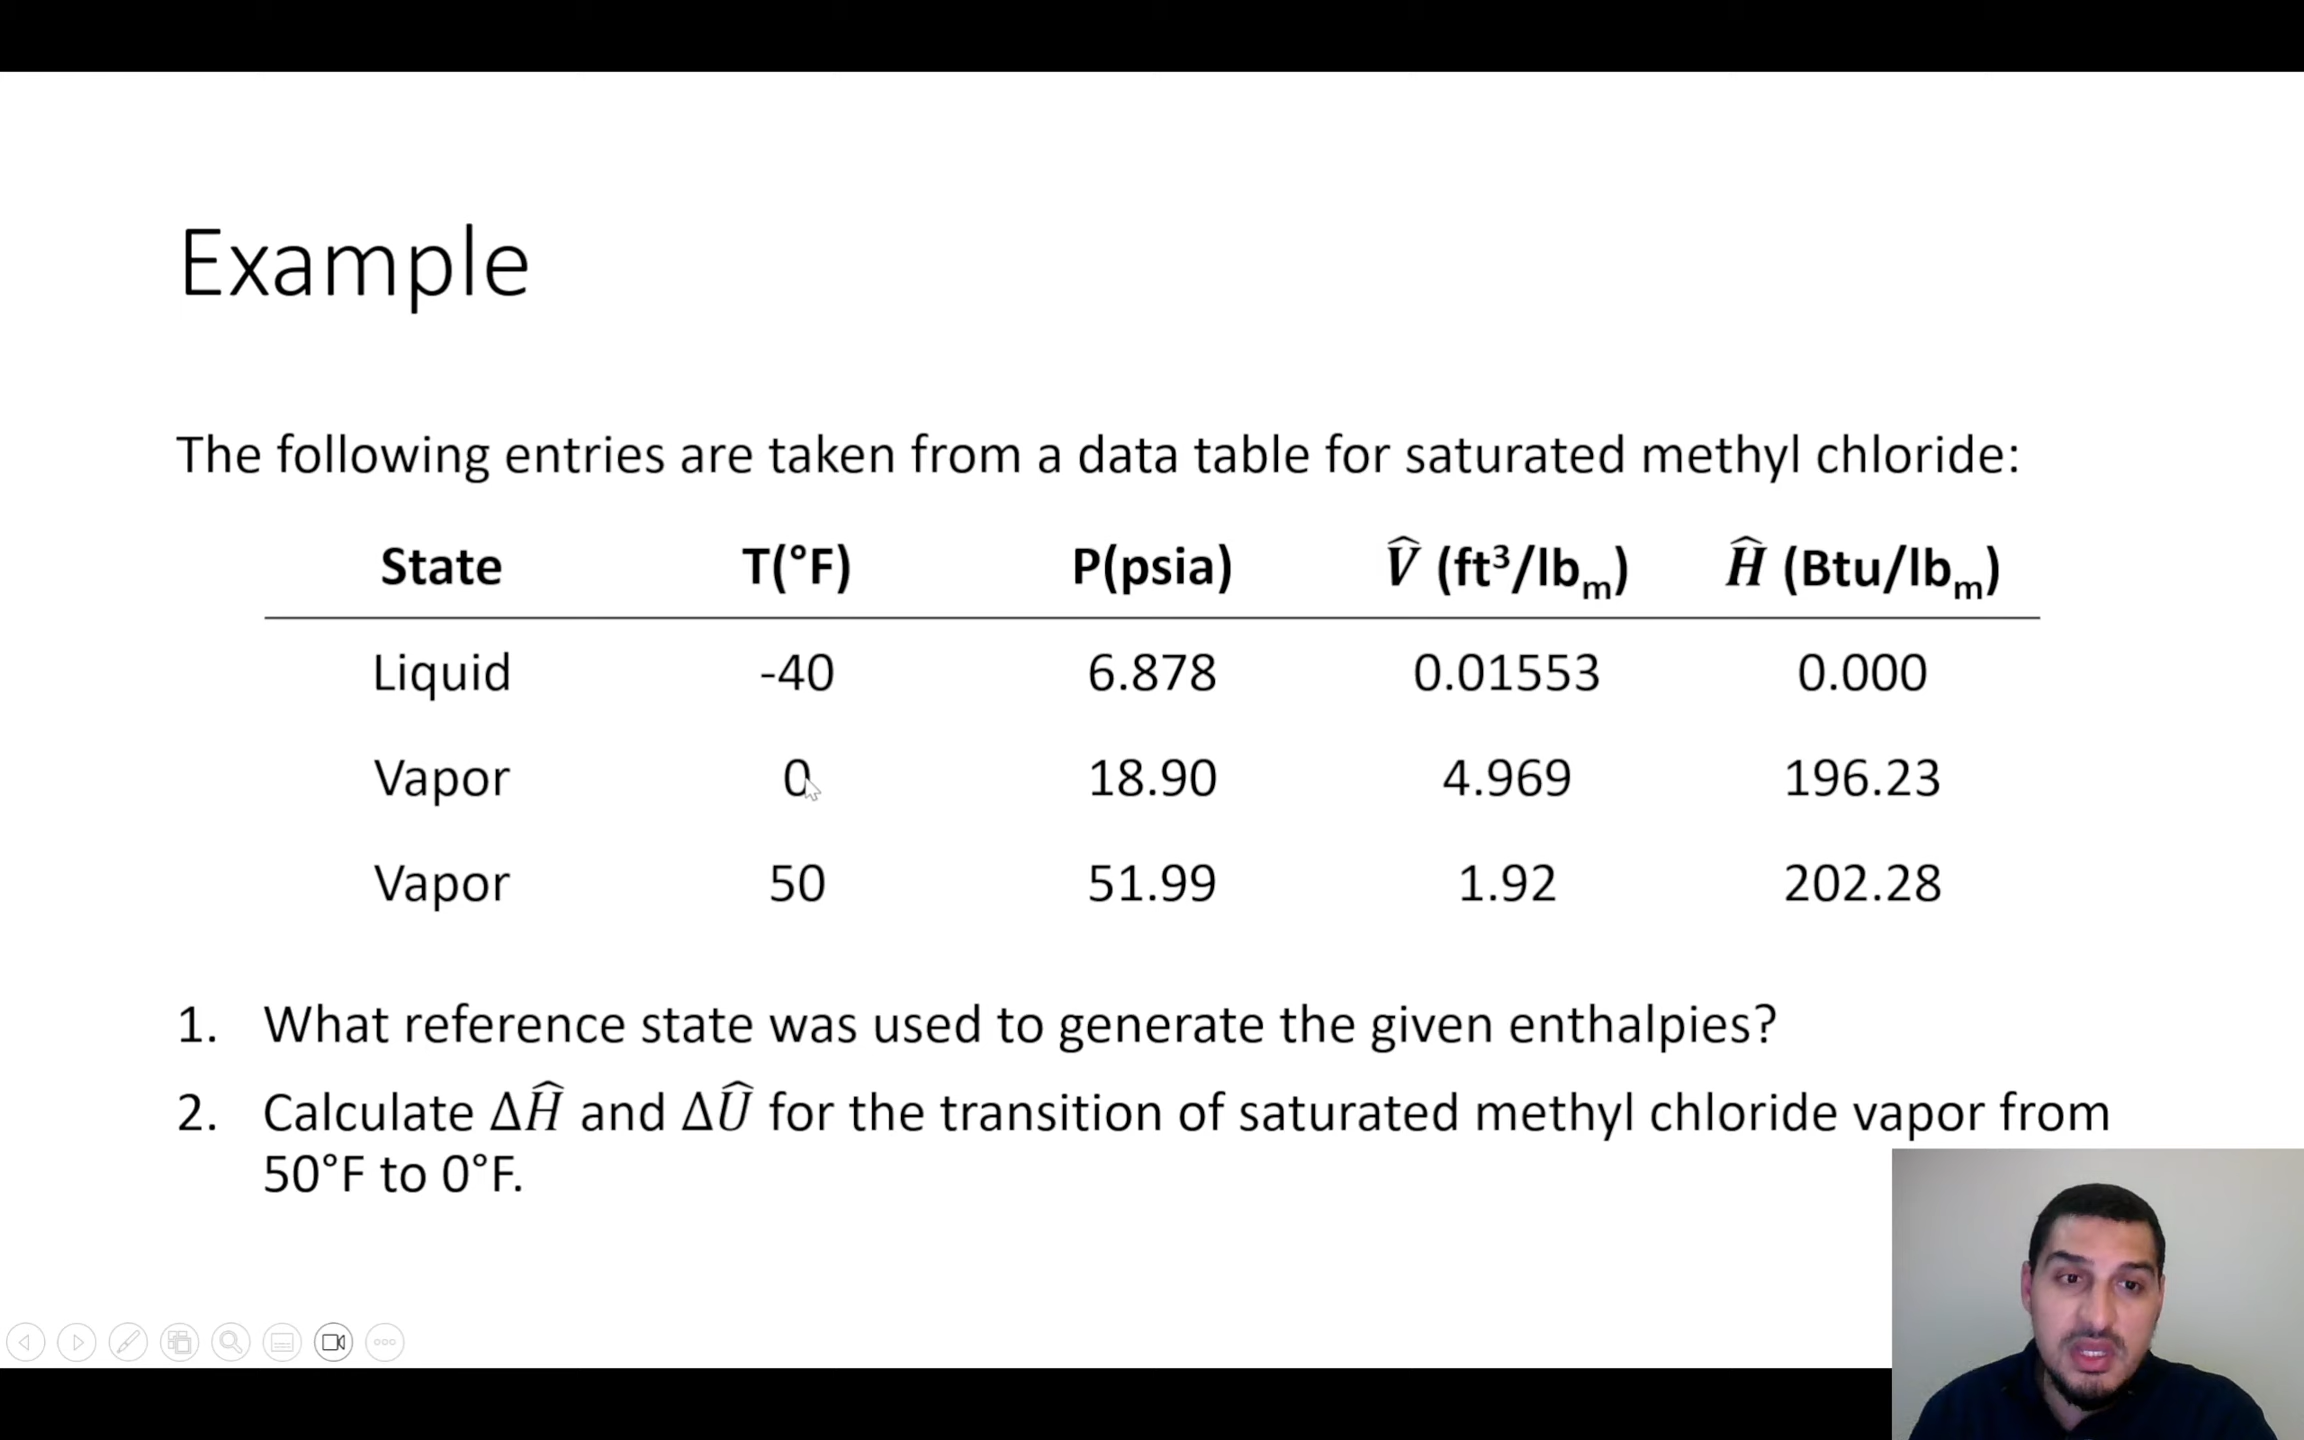 Example
The following entries are taken from a data table for saturated methyl chloride:
State T(°F) P(psia) V̂ (ft³/lbₘ) Ĥ (Btu/lbₘ)
Liquid -40 6.878 0.01553 0.000
Vapor 0 18.90 4.969 196.23
Vapor 50 51.99 1.92 202.28
1. What reference state was used to generate the given enthalpies?
2. Calculate ΔĤ and ΔÛ for the transition of saturated methyl chloride vapor from
50°F to 0°F.